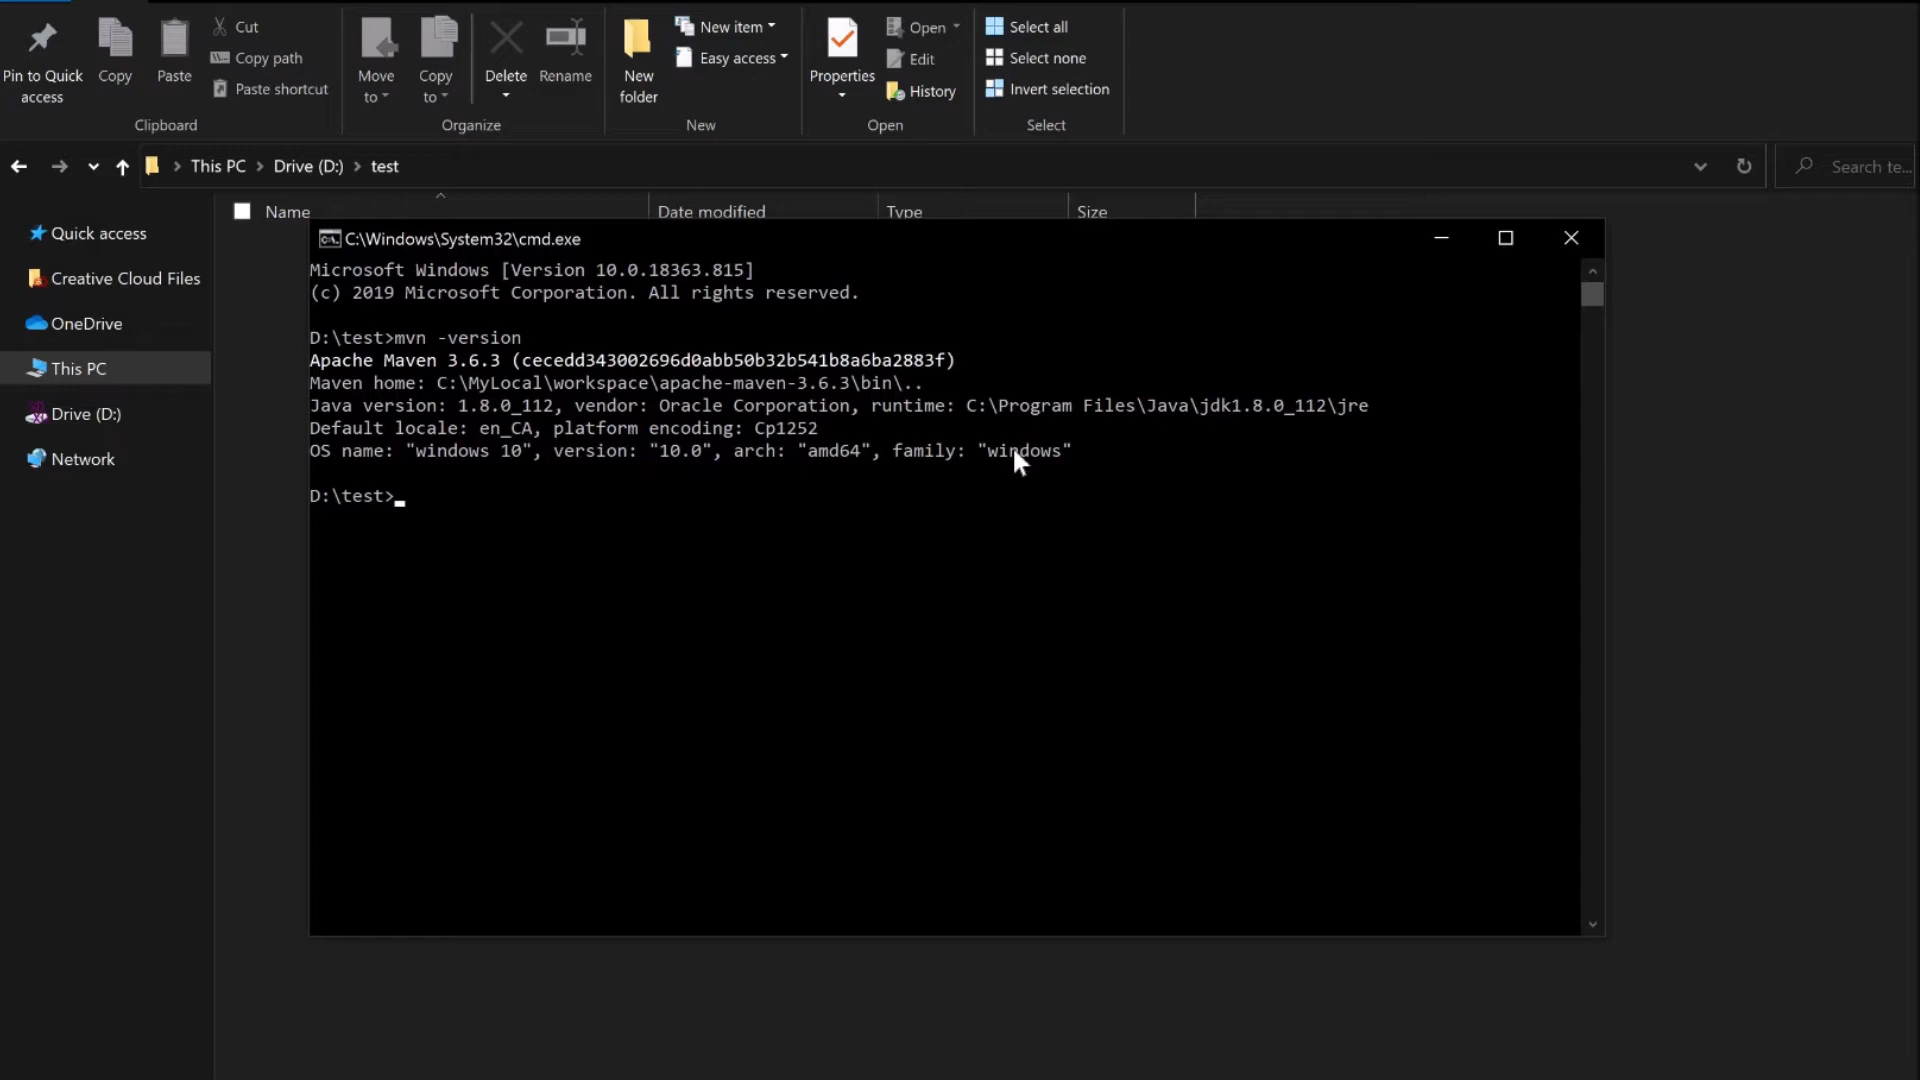 Pin to Quick access
Copy
Paste
Cut
Copy path
Paste shortcut
Clipboard
Move to
Copy to
Delete
Rename
Organize
New folder
New item
Easy access
New
Properties
Open
Edit
History
Open
Select all
Select none
Invert selection
Select
This PC > Drive (D:) > test
Search te...
Name
Date modified
Type
Size
Quick access
Creative Cloud Files
OneDrive
This PC
Drive (D:)
Network
C:\Windows\System32\cmd.exe
Microsoft Windows [Version 10.0.18363.815]
(c) 2019 Microsoft Corporation. All rights reserved.
D:\test>mvn -version
Apache Maven 3.6.3 (cecedd343002696d0abb50b32b541b8a6ba2883f)
Maven home: C:\MyLocal\workspace\apache-maven-3.6.3\bin\..
Java version: 1.8.0_112, vendor: Oracle Corporation, runtime: C:\Program Files\Java\jdk1.8.0_112\jre
Default locale: en_CA, platform encoding: Cp1252
OS name: "windows 10", version: "10.0", arch: "amd64", family: "windows"
D:\test>